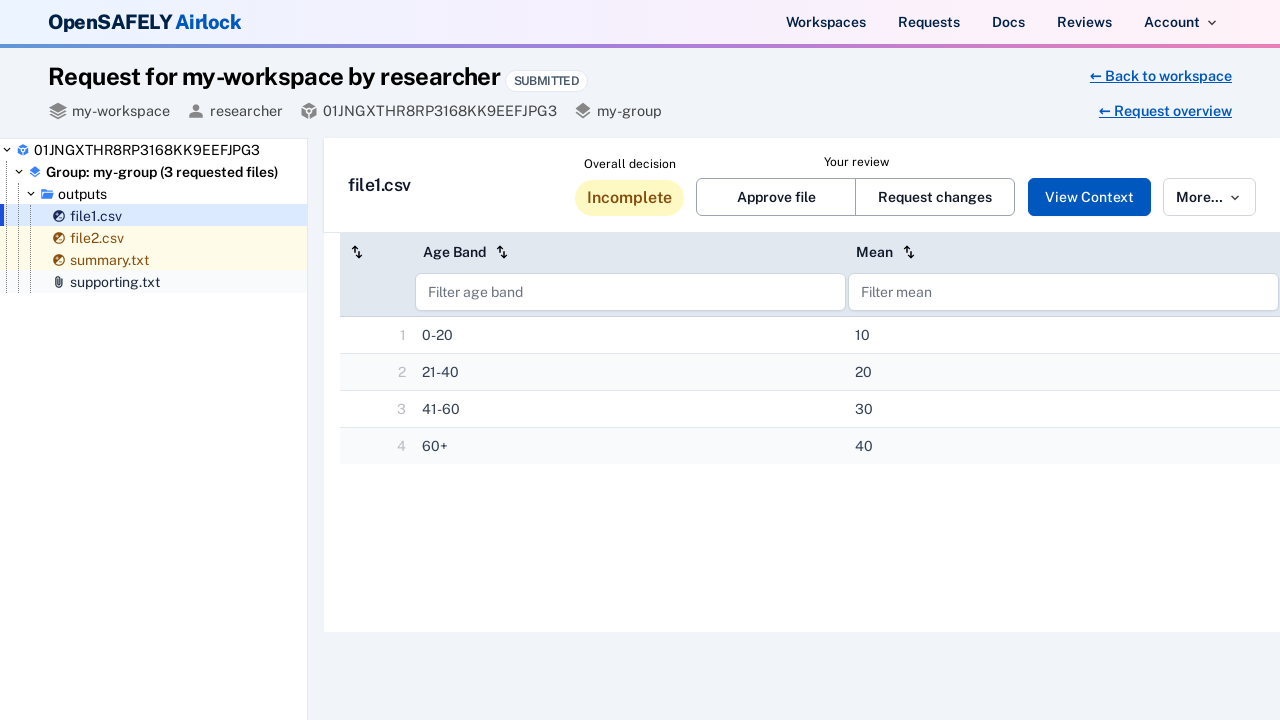 OpenSAFELY Airlock
Workspaces Requests Docs Reviews Account
Request for my-workspace by researcher SUBMITTED
← Back to workspace
my-workspace researcher 01JNGXTHR8RP3168KK9EEFJPG3 my-group
← Request overview
01JNGXTHR8RP3168KK9EEFJPG3
Group: my-group (3 requested files)
outputs
file1.csv
file2.csv
summary.txt
supporting.txt
file1.csv
Overall decision
Incomplete
Your review
Approve file Request changes
View Context
More...
Age Band Mean
Filter age band Filter mean
1 0-20 10
2 21-40 20
3 41-60 30
4 60+ 40